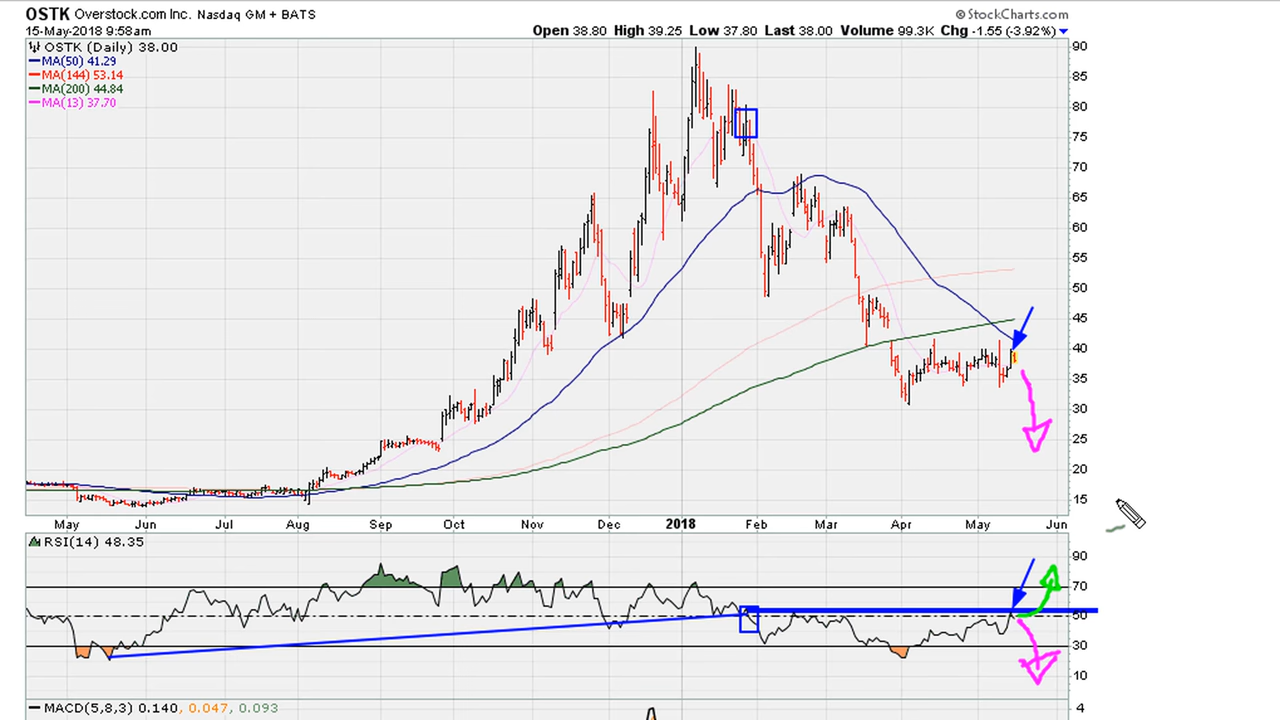 OSTK Overstock.com Inc. Nasdaq GM + BATS
© StockCharts.com
15-May-2018 9:58am
Open 38.80 High 39.25 Low 37.80 Last 38.00 Volume 99.3K Chg -1.55 (-3.92%)
OSTK (Daily) 38.00
MA(50) 41.29
MA(144) 53.14
MA(200) 44.84
MA(13) 37.70
90
85
80
75
70
65
60
55
50
45
40
35
30
25
20
15
May Jun Jul Aug Sep Oct Nov Dec 2018 Feb Mar Apr May Jun
RSI(14) 48.35
90
70
50
30
10
MACD(5,8,3) 0.140, 0.047, 0.093
4